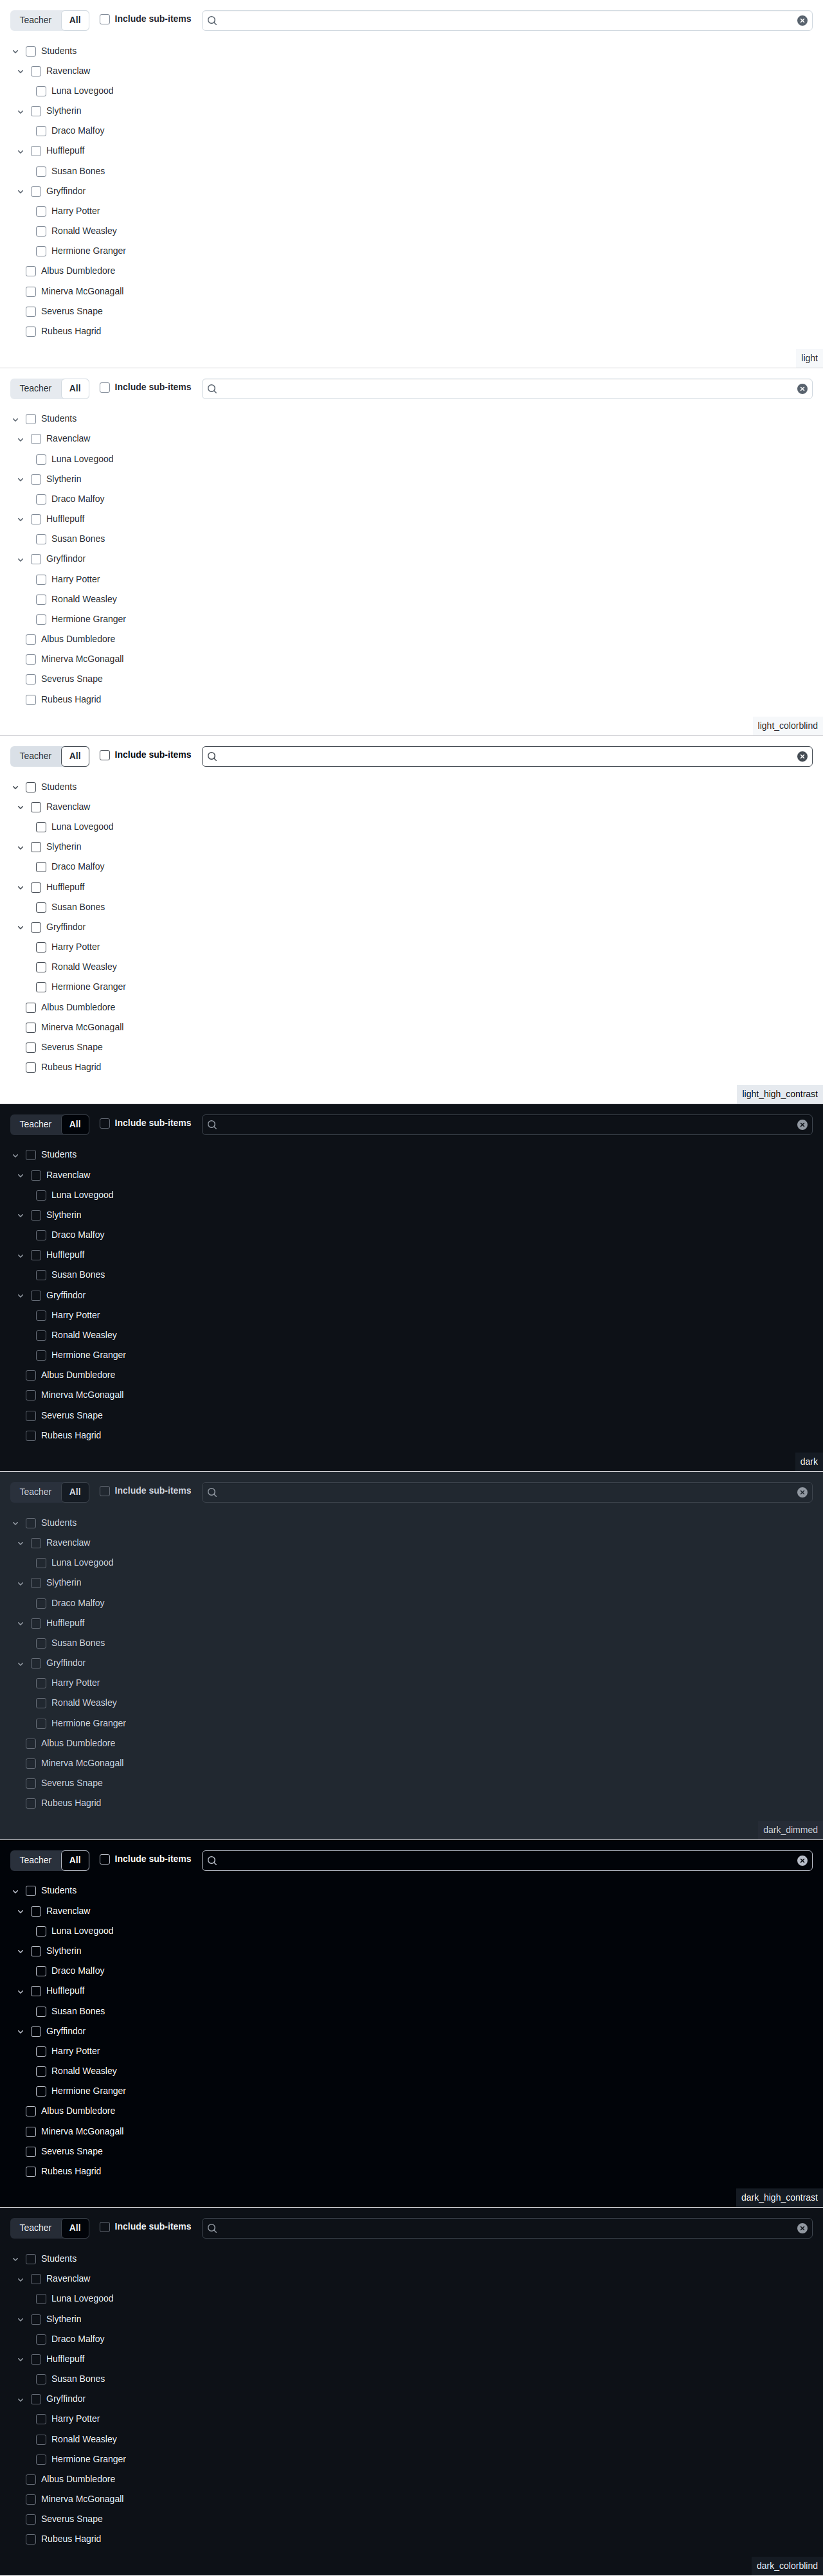 Teacher All Include sub-items
Students
Ravenclaw
Luna Lovegood
Slytherin
Draco Malfoy
Hufflepuff
Susan Bones
Gryffindor
Harry Potter
Ronald Weasley
Hermione Granger
Albus Dumbledore
Minerva McGonagall
Severus Snape
Rubeus Hagrid
light
Teacher All Include sub-items
Students
Ravenclaw
Luna Lovegood
Slytherin
Draco Malfoy
Hufflepuff
Susan Bones
Gryffindor
Harry Potter
Ronald Weasley
Hermione Granger
Albus Dumbledore
Minerva McGonagall
Severus Snape
Rubeus Hagrid
light_colorblind
Teacher All Include sub-items
Students
Ravenclaw
Luna Lovegood
Slytherin
Draco Malfoy
Hufflepuff
Susan Bones
Gryffindor
Harry Potter
Ronald Weasley
Hermione Granger
Albus Dumbledore
Minerva McGonagall
Severus Snape
Rubeus Hagrid
light_high_contrast
Teacher All Include sub-items
Students
Ravenclaw
Luna Lovegood
Slytherin
Draco Malfoy
Hufflepuff
Susan Bones
Gryffindor
Harry Potter
Ronald Weasley
Hermione Granger
Albus Dumbledore
Minerva McGonagall
Severus Snape
Rubeus Hagrid
dark
Teacher All Include sub-items
Students
Ravenclaw
Luna Lovegood
Slytherin
Draco Malfoy
Hufflepuff
Susan Bones
Gryffindor
Harry Potter
Ronald Weasley
Hermione Granger
Albus Dumbledore
Minerva McGonagall
Severus Snape
Rubeus Hagrid
dark_dimmed
Teacher All Include sub-items
Students
Ravenclaw
Luna Lovegood
Slytherin
Draco Malfoy
Hufflepuff
Susan Bones
Gryffindor
Harry Potter
Ronald Weasley
Hermione Granger
Albus Dumbledore
Minerva McGonagall
Severus Snape
Rubeus Hagrid
dark_high_contrast
Teacher All Include sub-items
Students
Ravenclaw
Luna Lovegood
Slytherin
Draco Malfoy
Hufflepuff
Susan Bones
Gryffindor
Harry Potter
Ronald Weasley
Hermione Granger
Albus Dumbledore
Minerva McGonagall
Severus Snape
Rubeus Hagrid
dark_colorblind